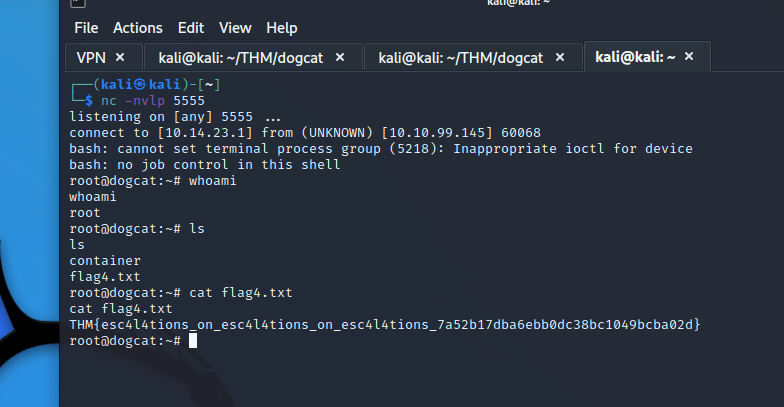 kali@kali: ~
File Actions Edit View Help
VPN × kali@kali: ~/THM/dogcat × kali@kali: ~/THM/dogcat × kali@kali: ~ ×
┌──(kali㉿kali)-[~]
└─$ nc -nvlp 5555
listening on [any] 5555 ...
connect to [10.14.23.1] from (UNKNOWN) [10.10.99.145] 60068
bash: cannot set terminal process group (5218): Inappropriate ioctl for device
bash: no job control in this shell
root@dogcat:~# whoami
whoami
root
root@dogcat:~# ls
ls
container
flag4.txt
root@dogcat:~# cat flag4.txt
cat flag4.txt
THM{esc4l4tions_on_esc4l4tions_on_esc4l4tions_7a52b17dba6ebb0dc38bc1049bcba02d}
root@dogcat:~#